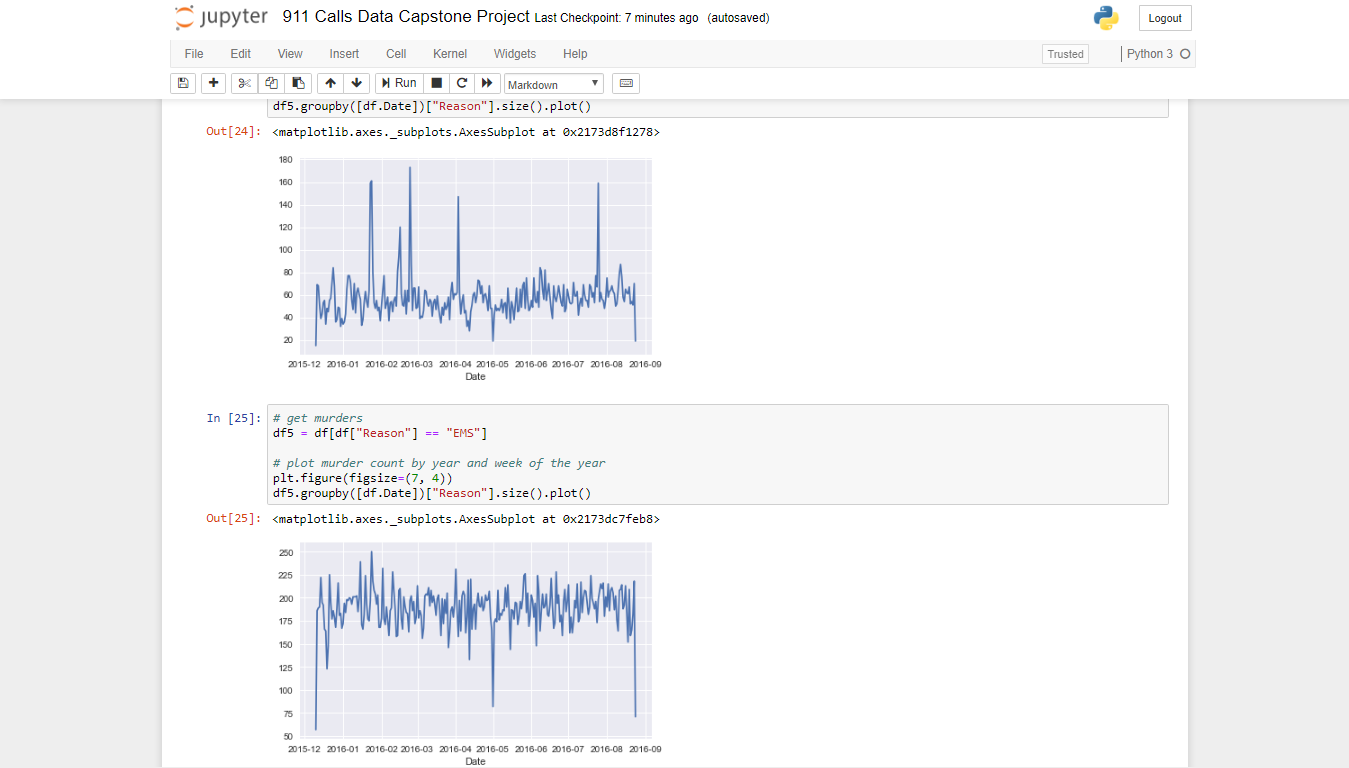 jupyter 911 Calls Data Capstone Project Last Checkpoint: 7 minutes ago (autosaved)
Logout
File Edit View Insert Cell Kernel Widgets Help
Trusted Python 3
Run Markdown
df5.groupby([df.Date])["Reason"].size().plot()
Out[24]: <matplotlib.axes._subplots.AxesSubplot at 0x2173d8f1278>
180
160
140
120
100
80
60
40
20
2015-12 2016-01 2016-02 2016-03 2016-04 2016-05 2016-06 2016-07 2016-08 2016-09
Date
In [25]: # get murders
df5 = df[df["Reason"] == "EMS"]
# plot murder count by year and week of the year
plt.figure(figsize=(7, 4))
df5.groupby([df.Date])["Reason"].size().plot()
Out[25]: <matplotlib.axes._subplots.AxesSubplot at 0x2173dc7feb8>
250
225
200
175
150
125
100
75
50
2015-12 2016-01 2016-02 2016-03 2016-04 2016-05 2016-06 2016-07 2016-08 2016-09
Date